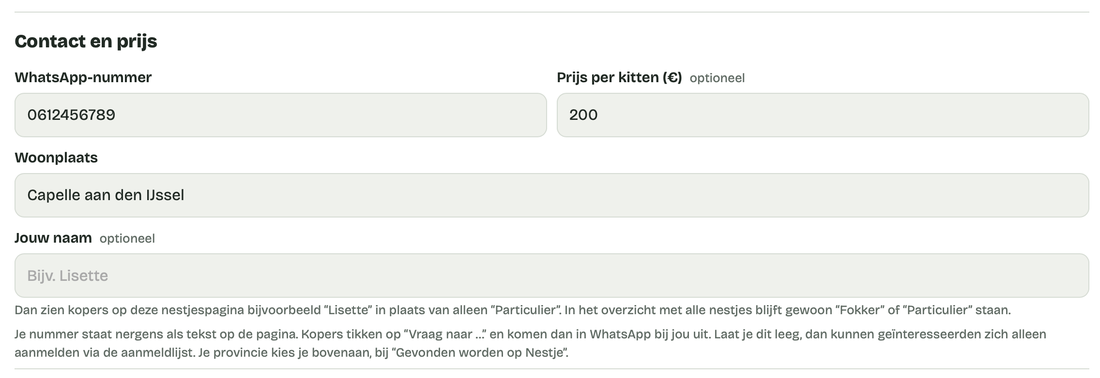 Contact en prijs
WhatsApp-nummer
Prijs per kitten (€) optioneel
0612456789
200
Woonplaats
Capelle aan den IJssel
Jouw naam optioneel
Bijv. Lisette
Dan zien kopers op deze nestjespagina bijvoorbeeld “Lisette” in plaats van alleen “Particulier”. In het overzicht met alle nestjes blijft gewoon “Fokker” of “Particulier” staan.
Je nummer staat nergens als tekst op de pagina. Kopers tikken op “Vraag naar …” en komen dan in WhatsApp bij jou uit. Laat je dit leeg, dan kunnen geïnteresseerden zich alleen
aanmelden via de aanmeldlijst. Je provincie kies je bovenaan, bij “Gevonden worden op Nestje”.